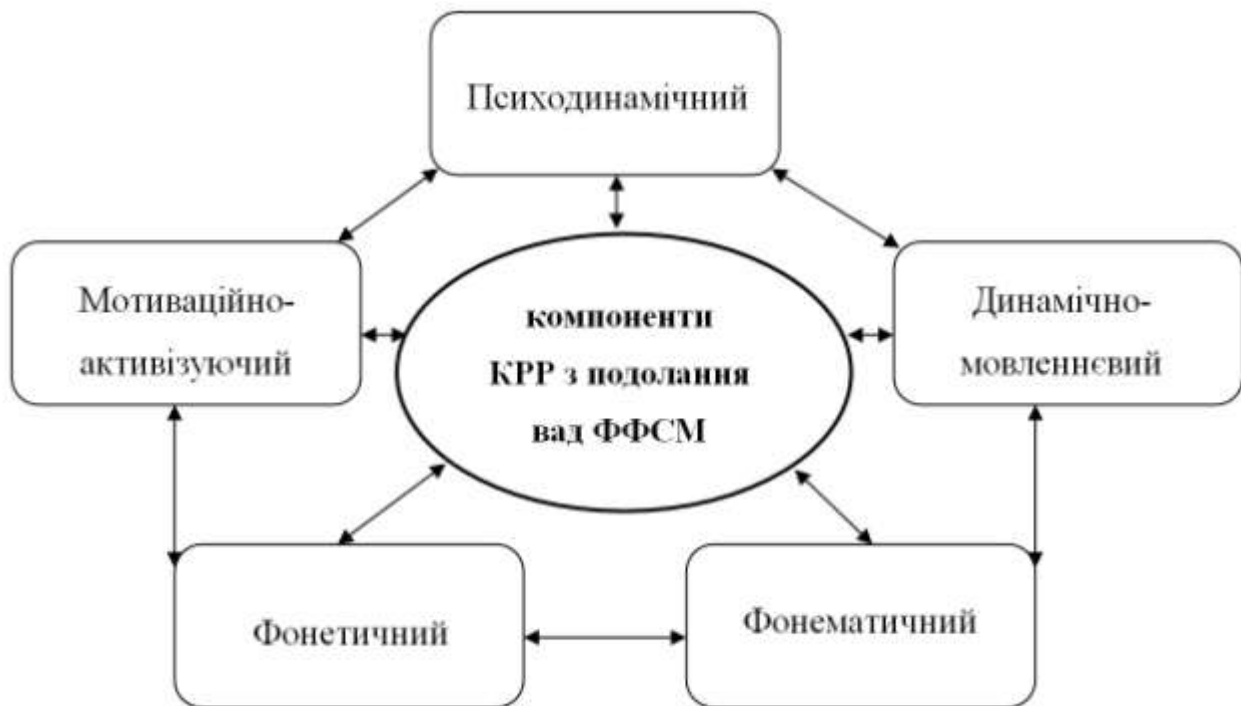 Психодинамічний
Мотиваційно-
активізуючий
компоненти
КРР з подолання
вад ФФСМ
Динамічно-
мовленнєвий
Фонетичний
Фонематичний